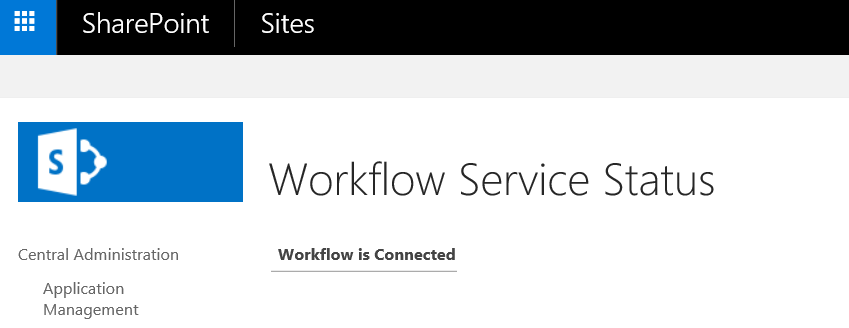 SharePoint Sites
S
Workflow Service Status
Central Administration
Workflow is Connected
Application
Management